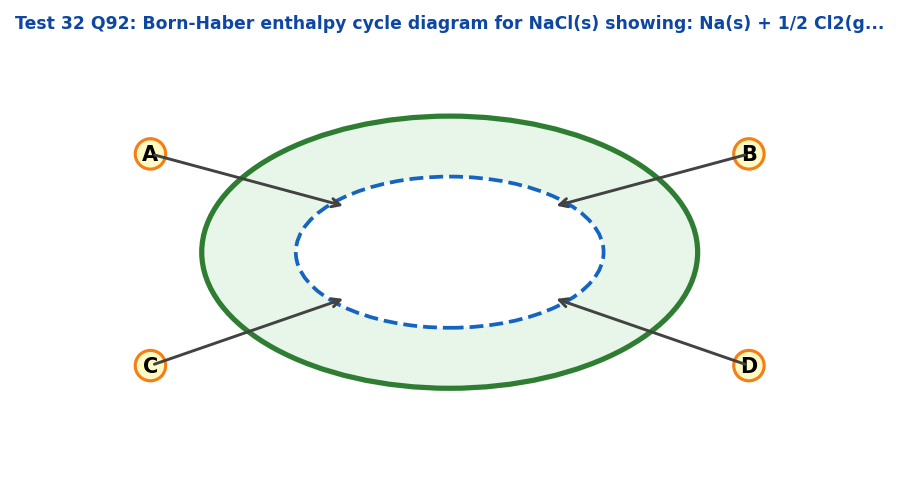 Test 32 Q92: Born-Haber enthalpy cycle diagram for NaCl(s) showing: Na(s) + 1/2 Cl2(g...
A
B
C
D